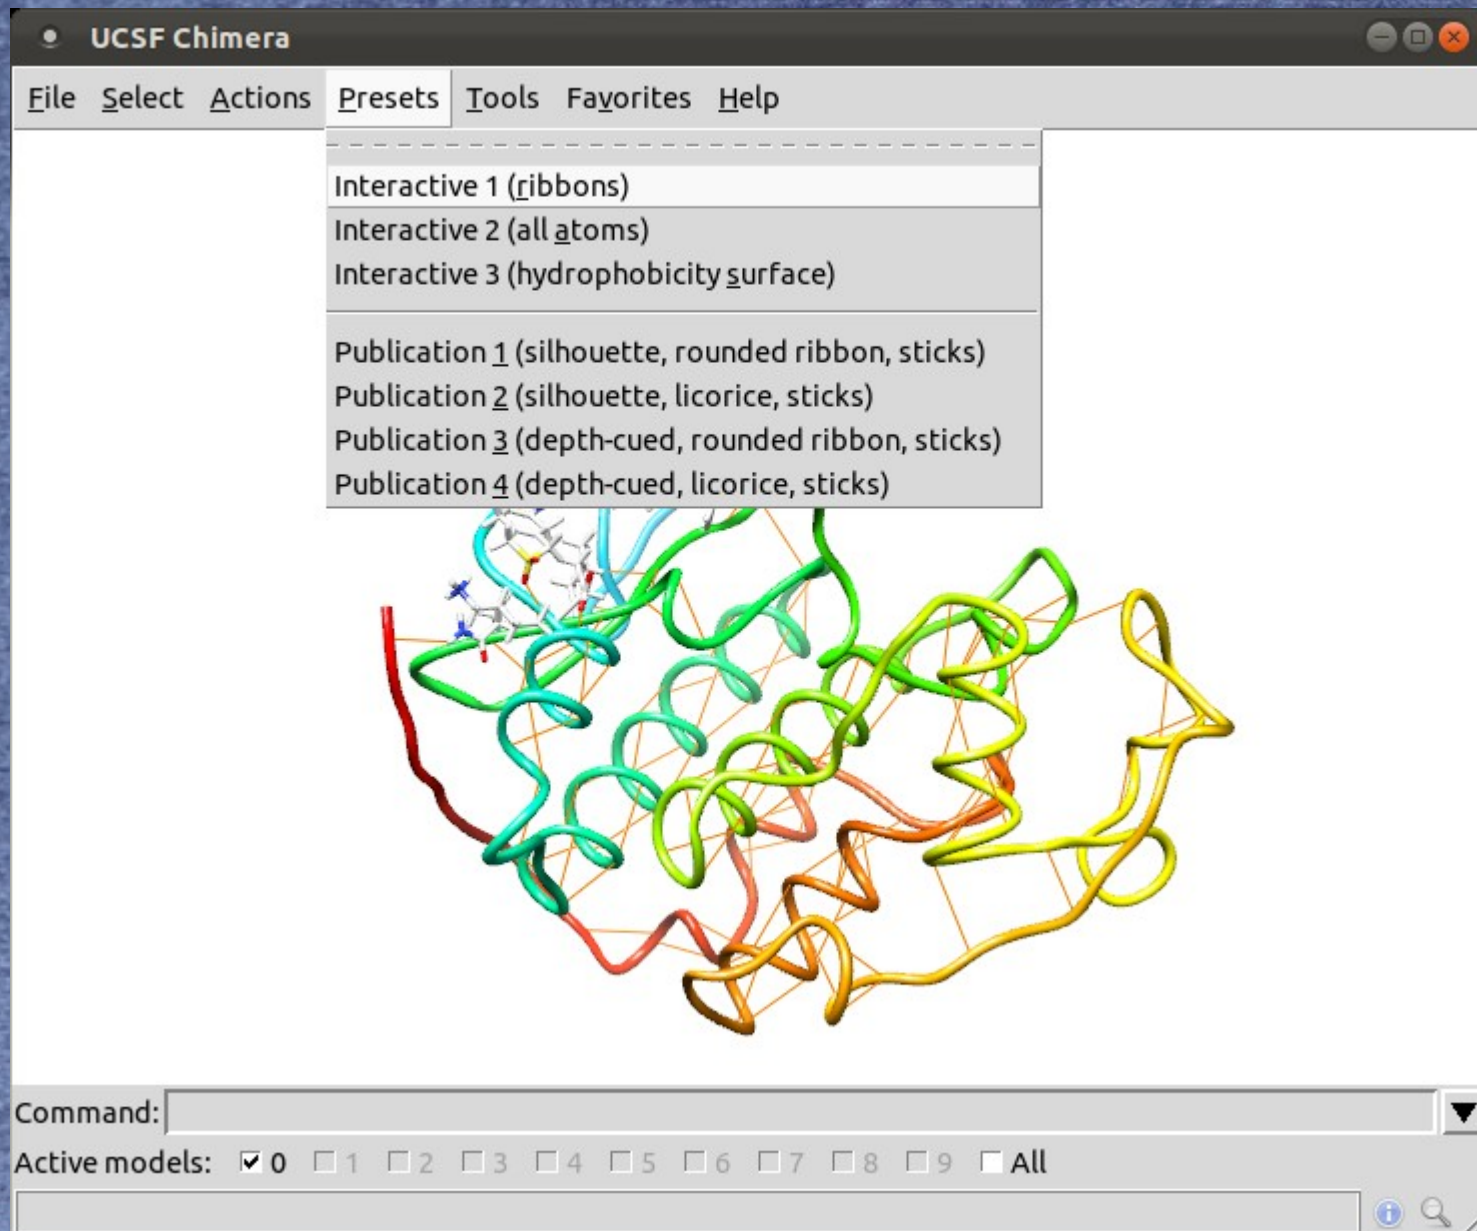 UCSF Chimera
File Select Actions Presets Tools Favorites Help
Interactive 1 (ribbons)
Interactive 2 (all atoms)
Interactive 3 (hydrophobicity surface)
Publication 1 (silhouette, rounded ribbon, sticks)
Publication 2 (silhouette, licorice, sticks)
Publication 3 (depth-cued, rounded ribbon, sticks)
Publication 4 (depth-cued, licorice, sticks)
Command:
Active models: 0 1 2 3 4 5 6 7 8 9 All